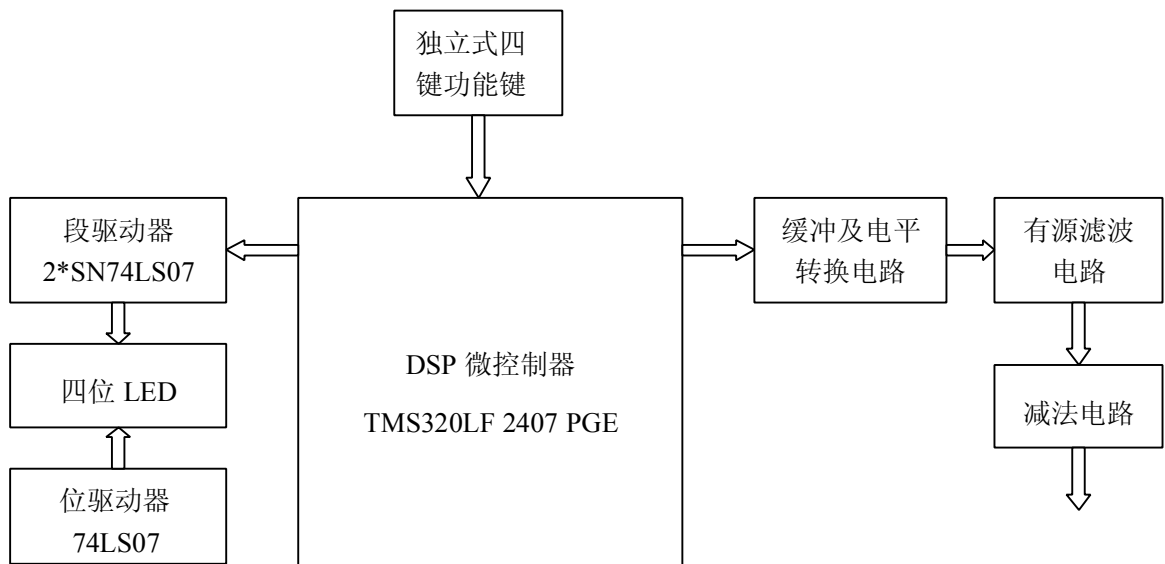 独立式四
键功能键
段驱动器
2*SN74LS07
四位 LED
位驱动器
74LS07
DSP 微控制器
TMS320LF 2407 PGE
缓冲及电平
转换电路
有源滤波
电路
减法电路